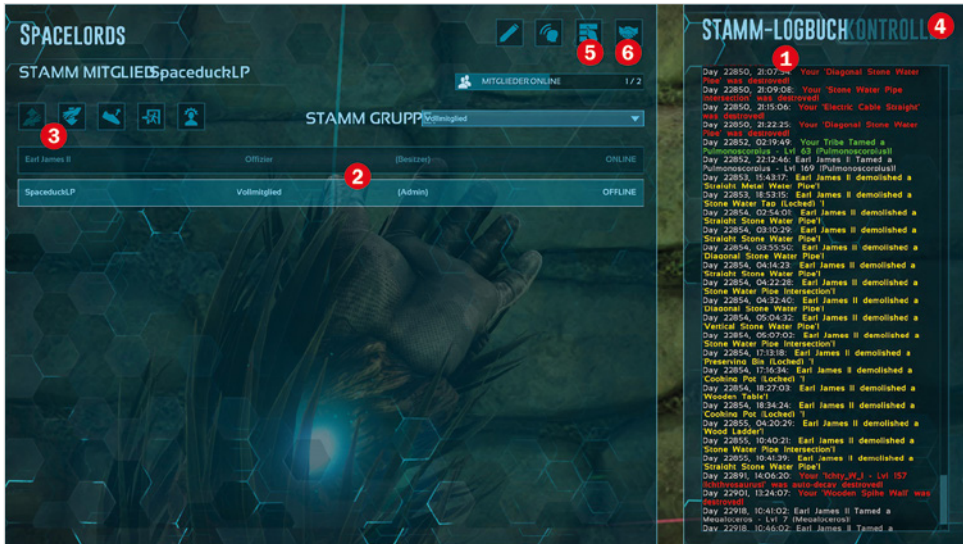 SPACELORDS
STAMM MITGLIED: SpaceduckLP
MITGLIEDER ONLINE 1 / 2
5
6
3
STAMM GRUPP
Vollmitglied
Earl James II Offizier (Besitzer) ONLINE
2
SpaceduckLP Vollmitglied (Admin) OFFLINE
STAMM-LOGBUCH KONTROLLE
4
1
Day 22850, 21:07:54: Your 'Diagonal Stone Water
Pipe' was destroyed!
Day 22850, 21:09:08: Your 'Stone Water Pipe
Intersection' was destroyed!
Day 22850, 21:15:06: Your 'Electric Cable Straight'
was destroyed!
Day 22850, 21:22:25: Your 'Diagonal Stone Water
Pipe' was destroyed!
Day 22852, 02:19:49: Your Tribe Tamed a
Pulmonoscorpius - Lvl 63 (Pulmonoscorpius)!
Day 22852, 22:12:46: Earl James II Tamed a
Pulmonoscorpius - Lvl 169 (Pulmonoscorpius)!
Day 22853, 15:43:17: Earl James II demolished a
'Straight Metal Water Pipe'!
Day 22853, 18:53:15: Earl James II demolished a
'Stone Water Tap (Locked) '!
Day 22854, 02:54:01: Earl James II demolished a
'Straight Stone Water Pipe'!
Day 22854, 03:10:29: Earl James II demolished a
'Straight Stone Water Pipe'!
Day 22854, 03:55:50: Earl James II demolished a
'Diagonal Stone Water Pipe'!
Day 22854, 04:14:23: Earl James II demolished a
'Straight Stone Water Pipe'!
Day 22854, 04:22:28: Earl James II demolished a
'Stone Water Pipe Intersection'!
Day 22854, 04:32:40: Earl James II demolished a
'Diagonal Stone Water Pipe'!
Day 22854, 05:04:32: Earl James II demolished a
'Vertical Stone Water Pipe'!
Day 22854, 05:07:02: Earl James II demolished a
'Stone Water Pipe Intersection'!
Day 22854, 17:13:18: Earl James II demolished a
'Preserving Bin (Locked) '!
Day 22854, 17:16:34: Earl James II demolished a
'Cooking Pot (Locked) '!
Day 22854, 18:27:03: Earl James II demolished a
'Wooden Table'!
Day 22854, 18:34:24: Earl James II demolished a
'Cooking Pot (Locked) '!
Day 22855, 04:20:29: Earl James II demolished a
'Wood Ladder'!
Day 22855, 10:40:21: Earl James II demolished a
'Stone Water Pipe Intersection'!
Day 22855, 10:41:39: Earl James II demolished a
'Straight Stone Water Pipe'!
Day 22891, 14:06:20: Your 'Ichty_W_1 - Lvl 157
(Ichthyosaurus)' was auto-decay destroyed!
Day 22901, 13:24:07: Your 'Wooden Spike Wall' was
destroyed!
Day 22918, 10:41:02: Earl James II Tamed a
Megaloceros - Lvl 7 (Megaloceros)!
Day 22918, 10:46:02: Earl James II Tamed a